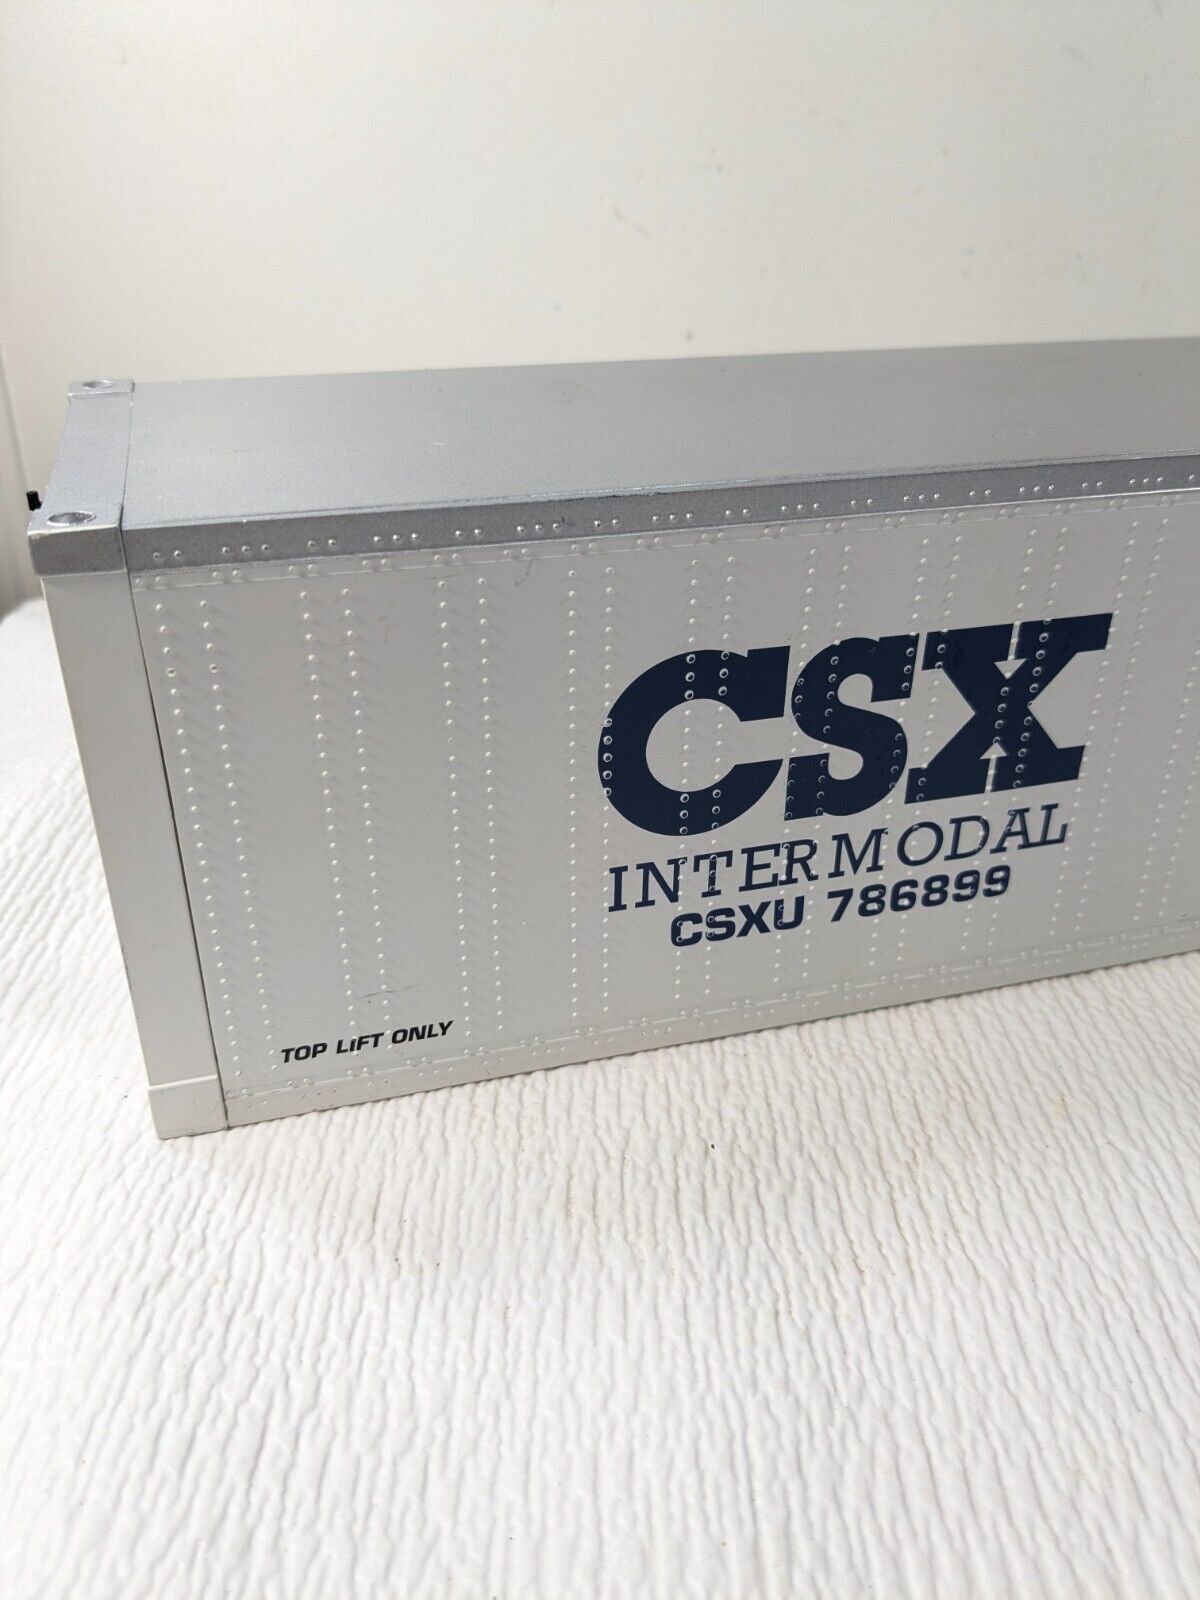 CSX
INTERMODAL
CSXU 786899
TOP LIFT ONLY